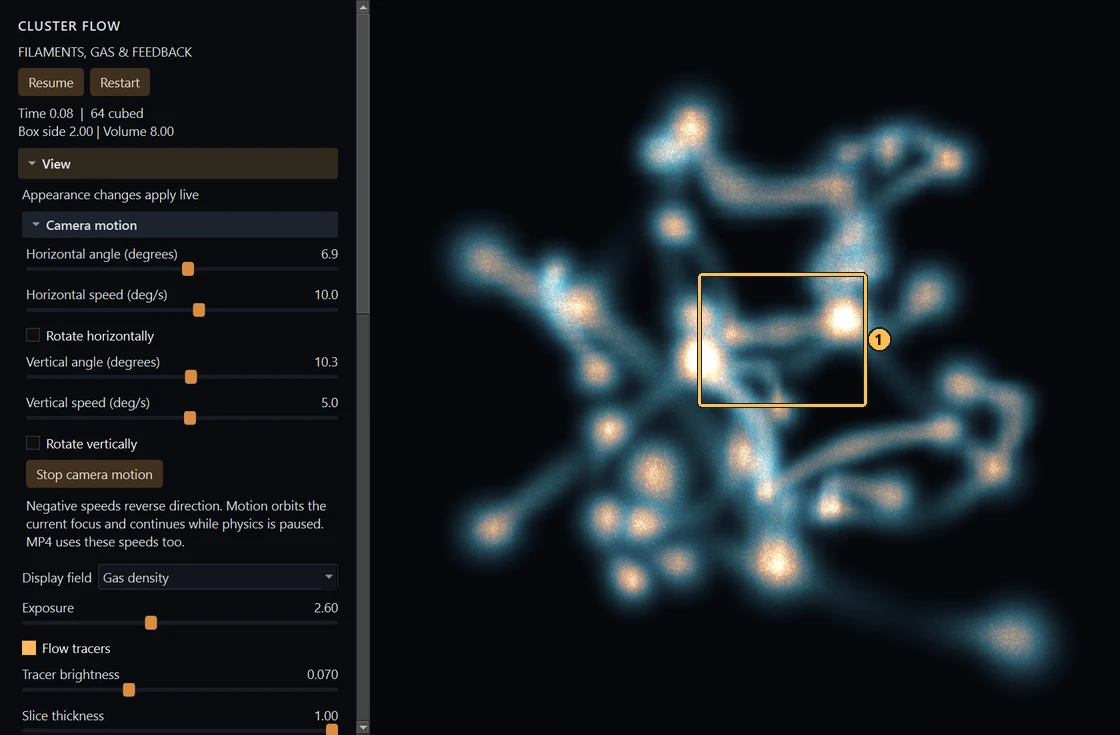 CLUSTER FLOW
FILAMENTS, GAS & FEEDBACK
Resume Restart
Time 0.08 | 64 cubed
Box side 2.00 | Volume 8.00
View
Appearance changes apply live
Camera motion
Horizontal angle (degrees) 6.9
Horizontal speed (deg/s) 10.0
Rotate horizontally
Vertical angle (degrees) 10.3
Vertical speed (deg/s) 5.0
Rotate vertically
Stop camera motion
Negative speeds reverse direction. Motion orbits the
current focus and continues while physics is paused.
MP4 uses these speeds too.
Display field Gas density
Exposure 2.60
Flow tracers
Tracer brightness 0.070
Slice thickness 1.00
1